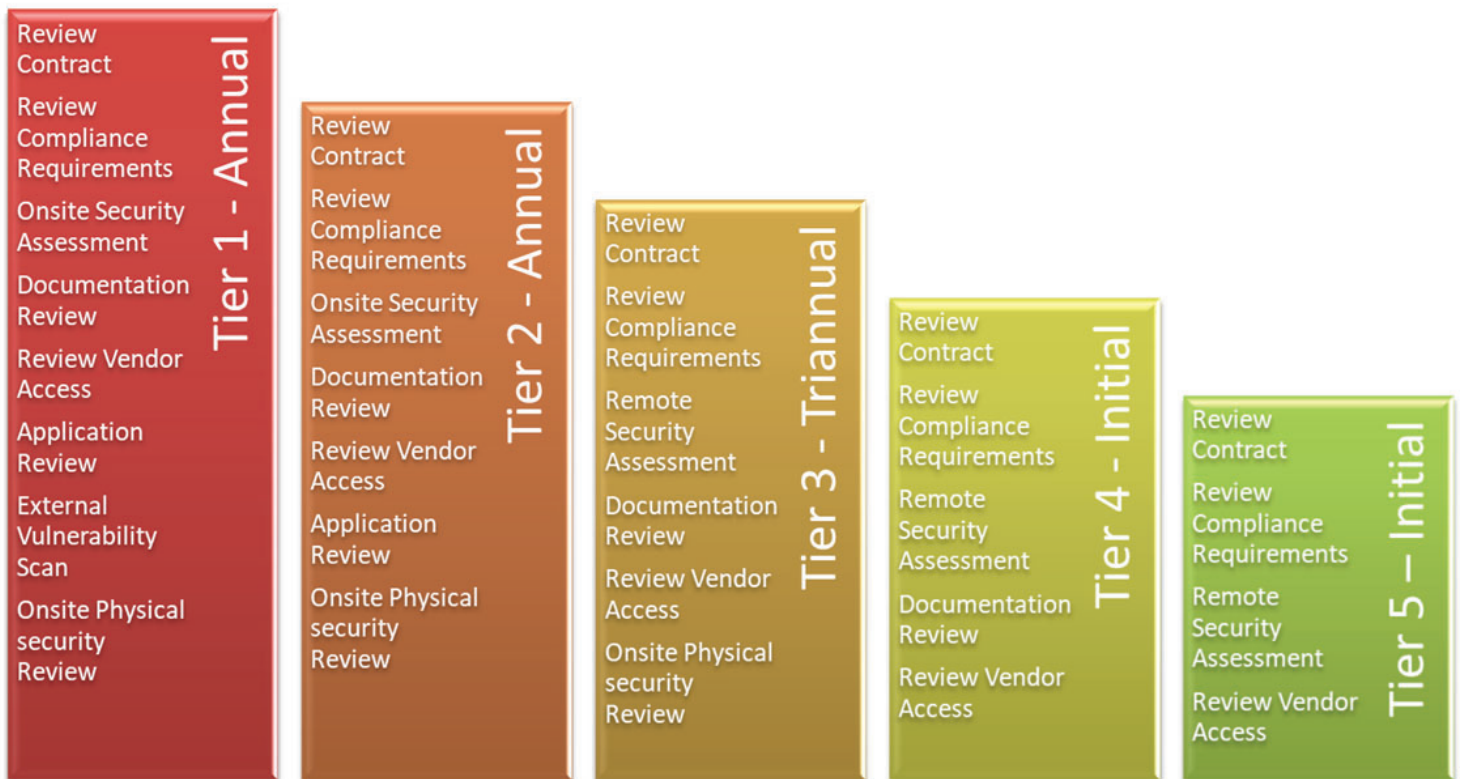 Review
Contract
Review
Compliance
Requirements
Onsite Security
Assessment
Documentation
Review
Review Vendor
Access
Application
Review
External
Vulnerability
Scan
Onsite Physical
security
Review
Tier 1 - Annual
Review
Contract
Review
Compliance
Requirements
Onsite Security
Assessment
Documentation
Review
Review Vendor
Access
Application
Review
Onsite Physical
security
Review
Tier 2 - Annual
Review
Contract
Review
Compliance
Requirements
Remote
Security
Assessment
Documentation
Review
Review Vendor
Access
Onsite Physical
security
Review
Tier 3 - Triannual
Review
Contract
Review
Compliance
Requirements
Remote
Security
Assessment
Documentation
Review
Review Vendor
Access
Tier 4 - Initial
Review
Contract
Review
Compliance
Requirements
Remote
Security
Assessment
Review Vendor
Access
Tier 5 – Initial